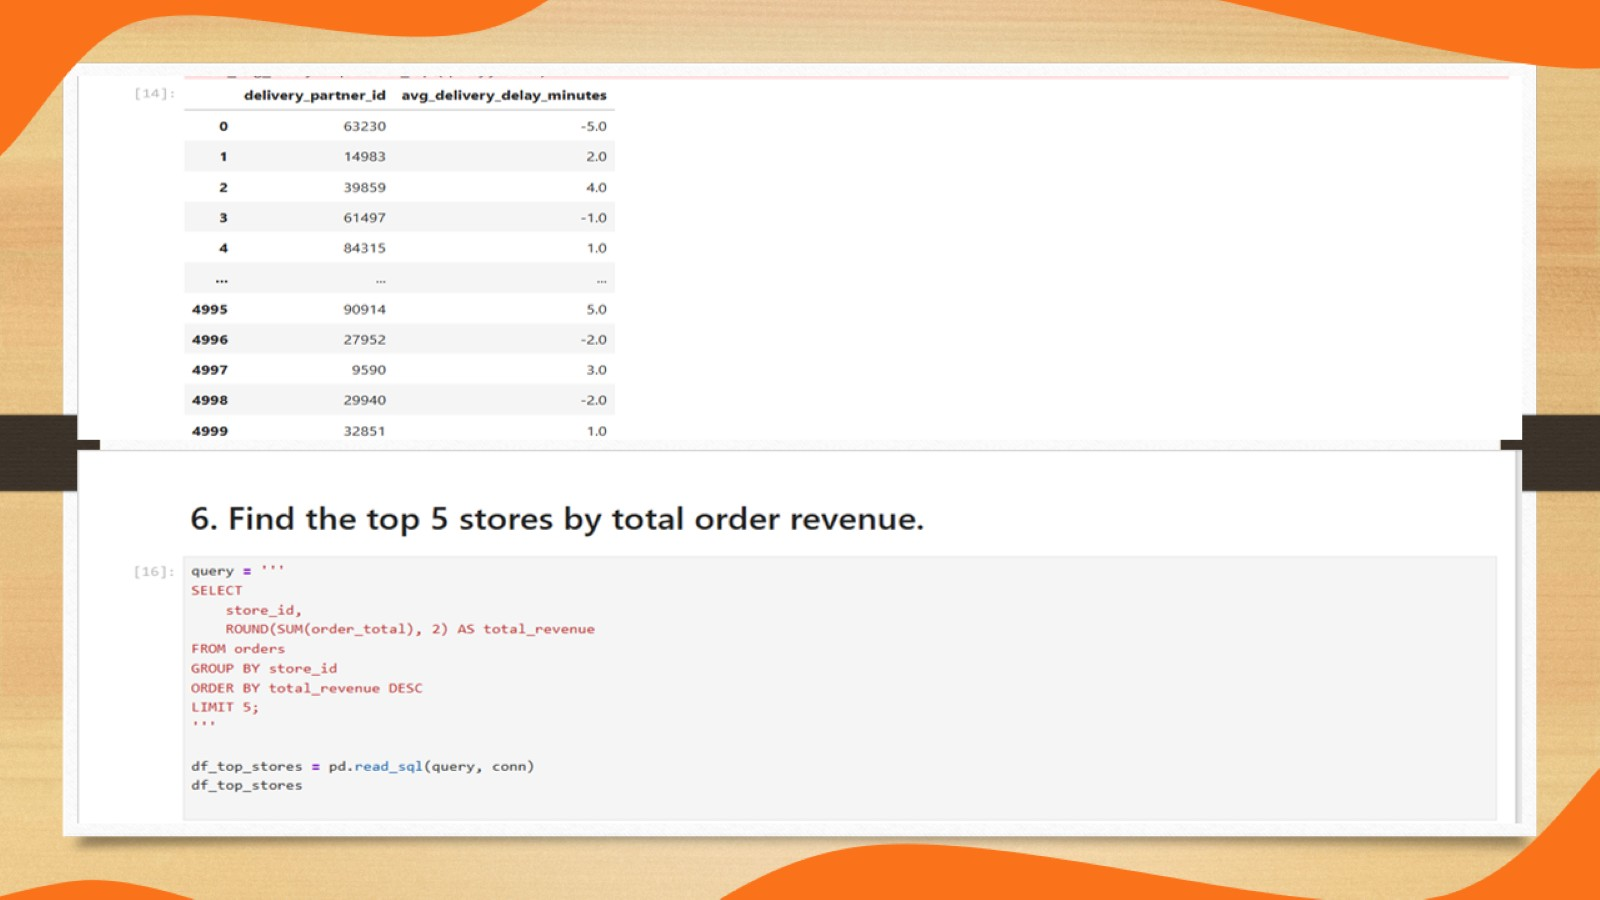 [14]:
delivery_partner_id avg_delivery_delay_minutes
0 63230 -5.0
1 14983 2.0
2 39859 4.0
3 61497 -1.0
4 84315 1.0
... ... ...
4995 90914 5.0
4996 27952 -2.0
4997 9590 3.0
4998 29940 -2.0
4999 32851 1.0
6. Find the top 5 stores by total order revenue.
[16]: query = '''
SELECT
store_id,
ROUND(SUM(order_total), 2) AS total_revenue
FROM orders
GROUP BY store_id
ORDER BY total_revenue DESC
LIMIT 5;
'''
df_top_stores = pd.read_sql(query, conn)
df_top_stores